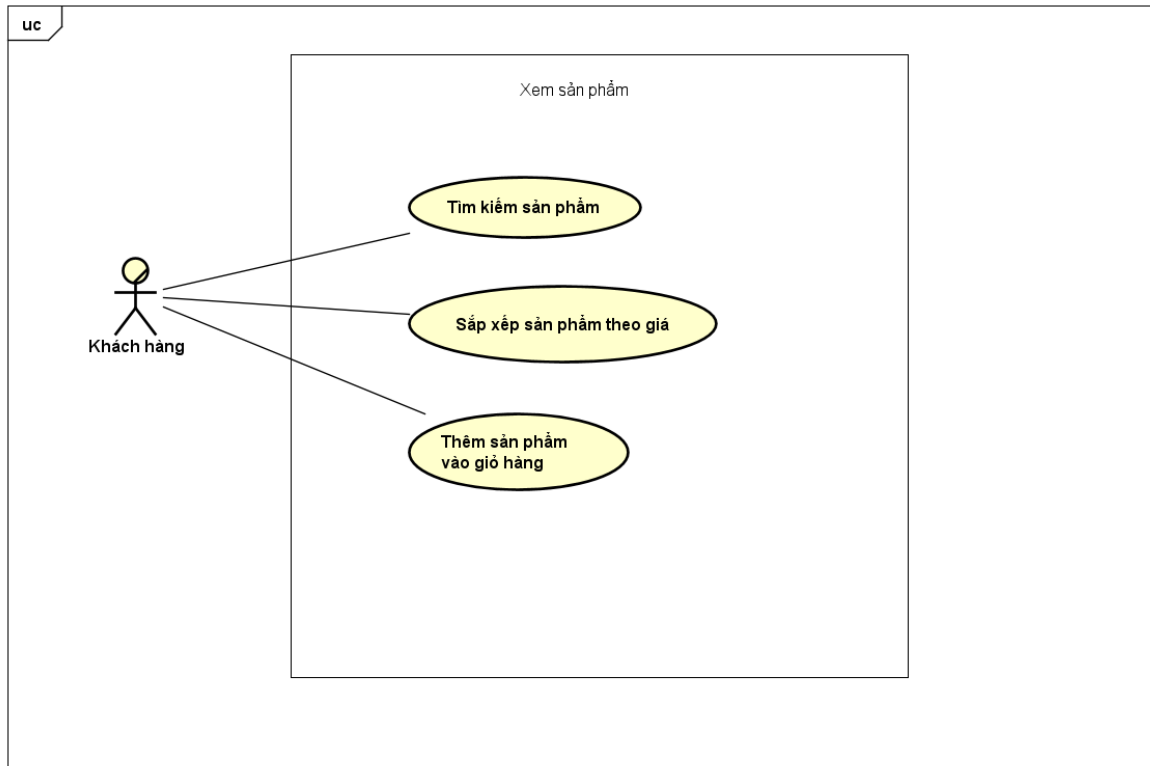 uc
Xem sản phẩm
Tìm kiếm sản phẩm
Sắp xếp sản phẩm theo giá
Khách hàng
Thêm sản phẩm
vào giỏ hàng